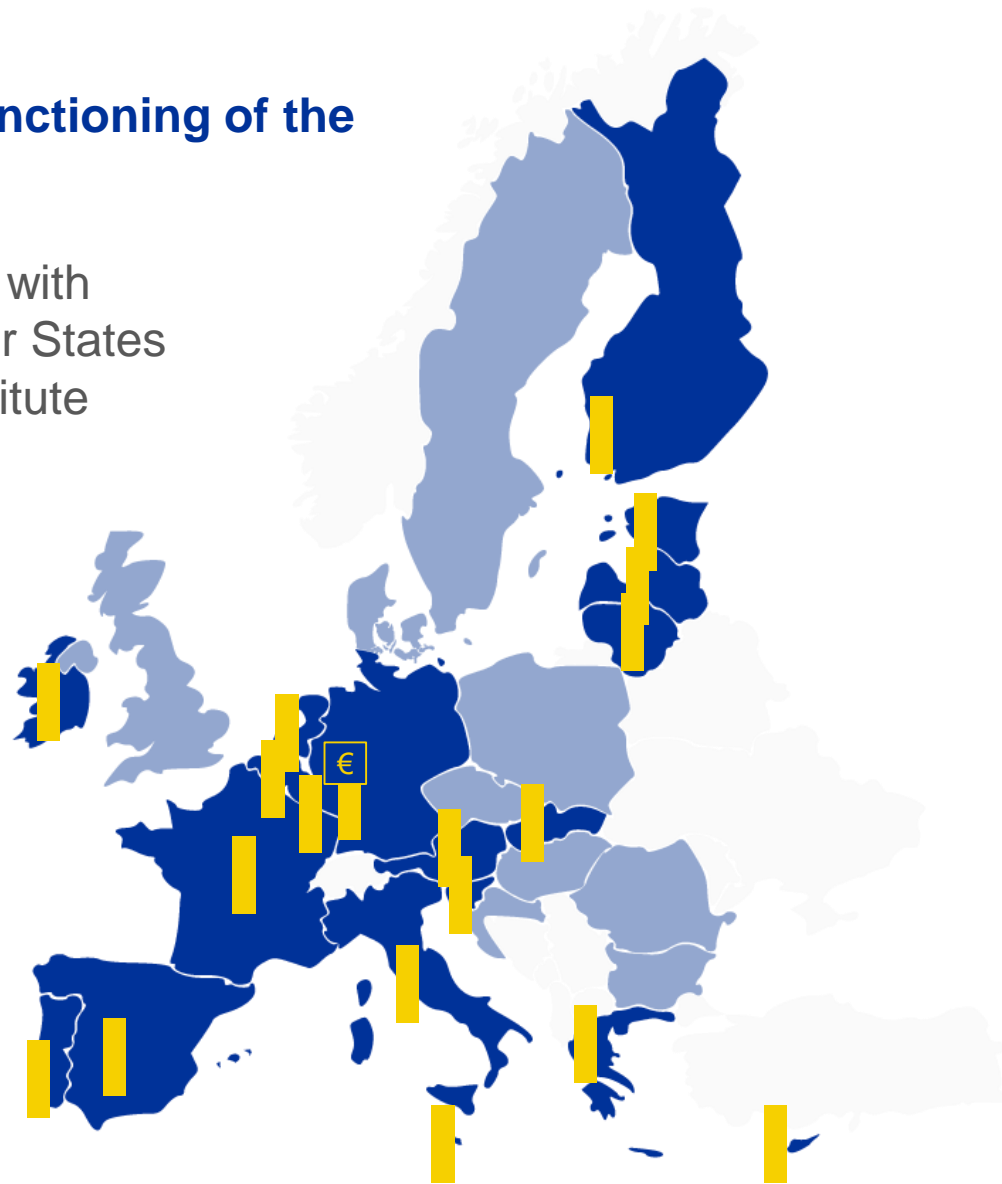 nctioning of the
with
r States
itute
€